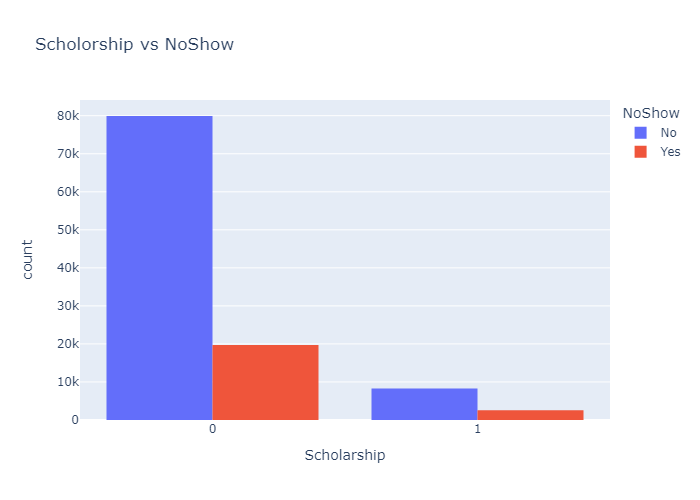 Scholorship vs NoShow
NoShow
No
Yes
80k
70k
60k
50k
40k
30k
20k
10k
0
count
0
1
Scholarship